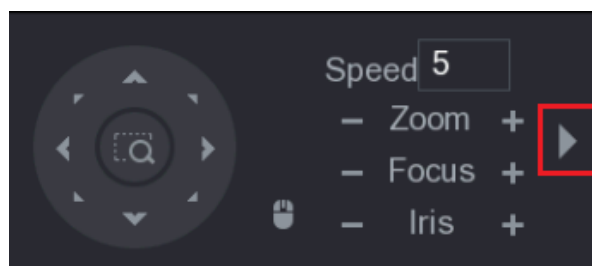 Speed 5
− Zoom +
− Focus +
− Iris +